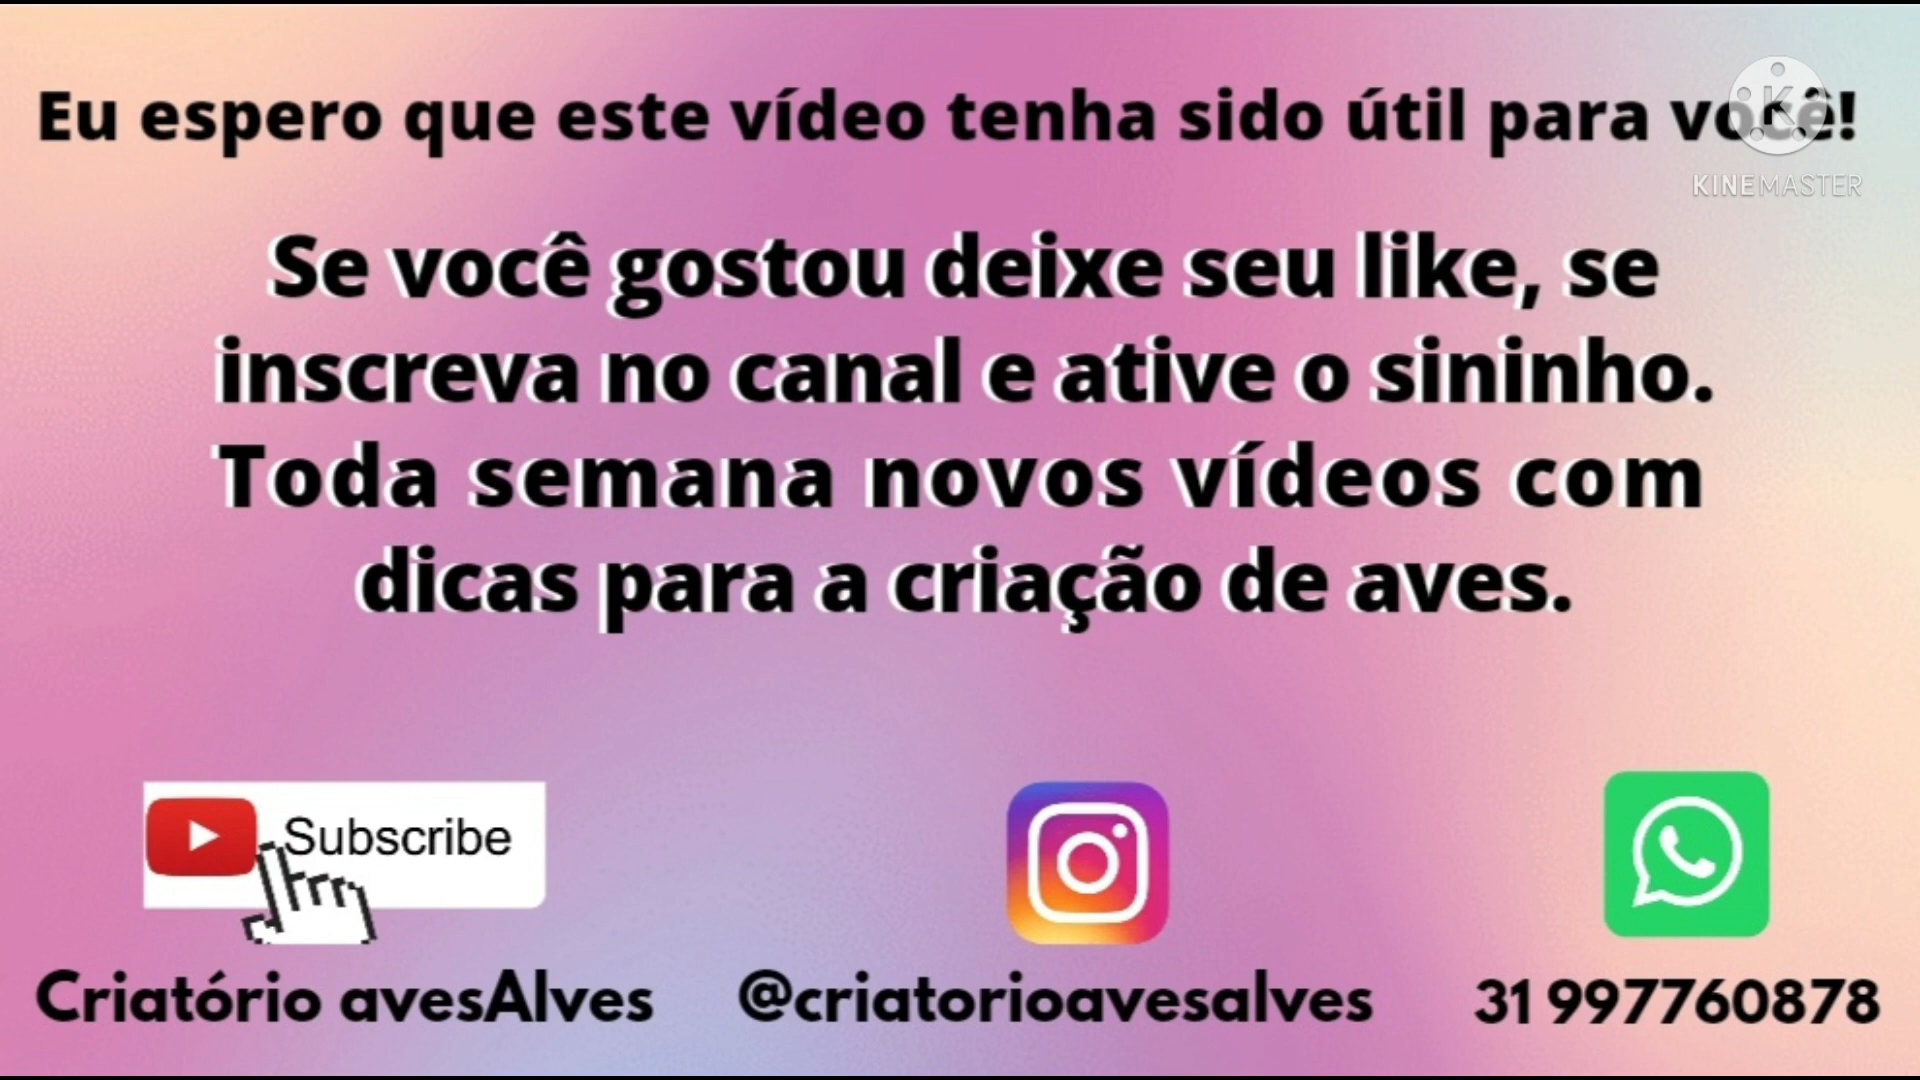 Eu espero que este vídeo tenha sido útil para você!
KINEMASTER
Se você gostou deixe seu like, se
inscreva no canal e ative o sininho.
Toda semana novos vídeos com
dicas para a criação de aves.
Subscribe
Criatório avesAlves
@criatorioavesalves
31 997760878